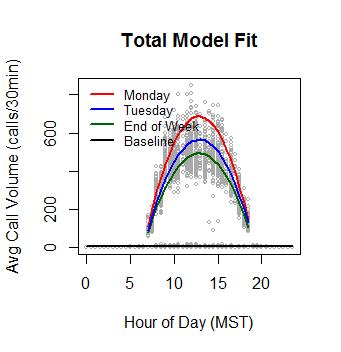 Total Model Fit
Avg Call Volume (calls/30min)
600
200
0
Monday
Tuesday
End of Week
Baseline
0
5
10
15
20
Hour of Day (MST)